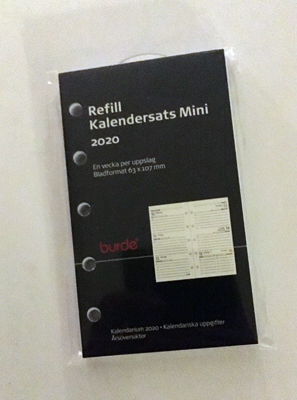 Refill
Kalendersats Mini
2020
En vecka per uppslag
Bladformat 63 x 107 mm
burde
Kalendarium 2020 • Kalendariska uppgifter
Årsöversikter